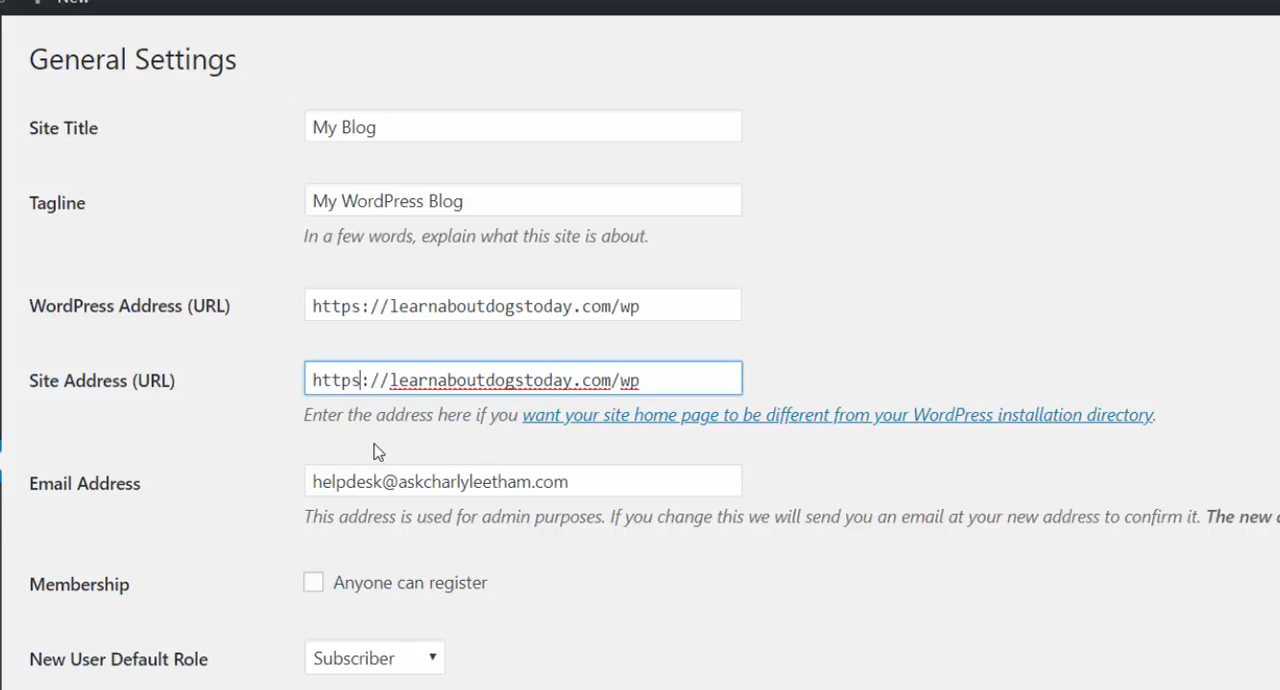 New
General Settings
Site Title
My Blog
Tagline
My WordPress Blog
In a few words, explain what this site is about.
WordPress Address (URL)
https://learnaboutdogstoday.com/wp
Site Address (URL)
https://learnaboutdogstoday.com/wp
Enter the address here if you want your site home page to be different from your WordPress installation directory.
Email Address
helpdesk@askcharlyleetham.com
This address is used for admin purposes. If you change this we will send you an email at your new address to confirm it. The new
Membership
Anyone can register
New User Default Role
Subscriber